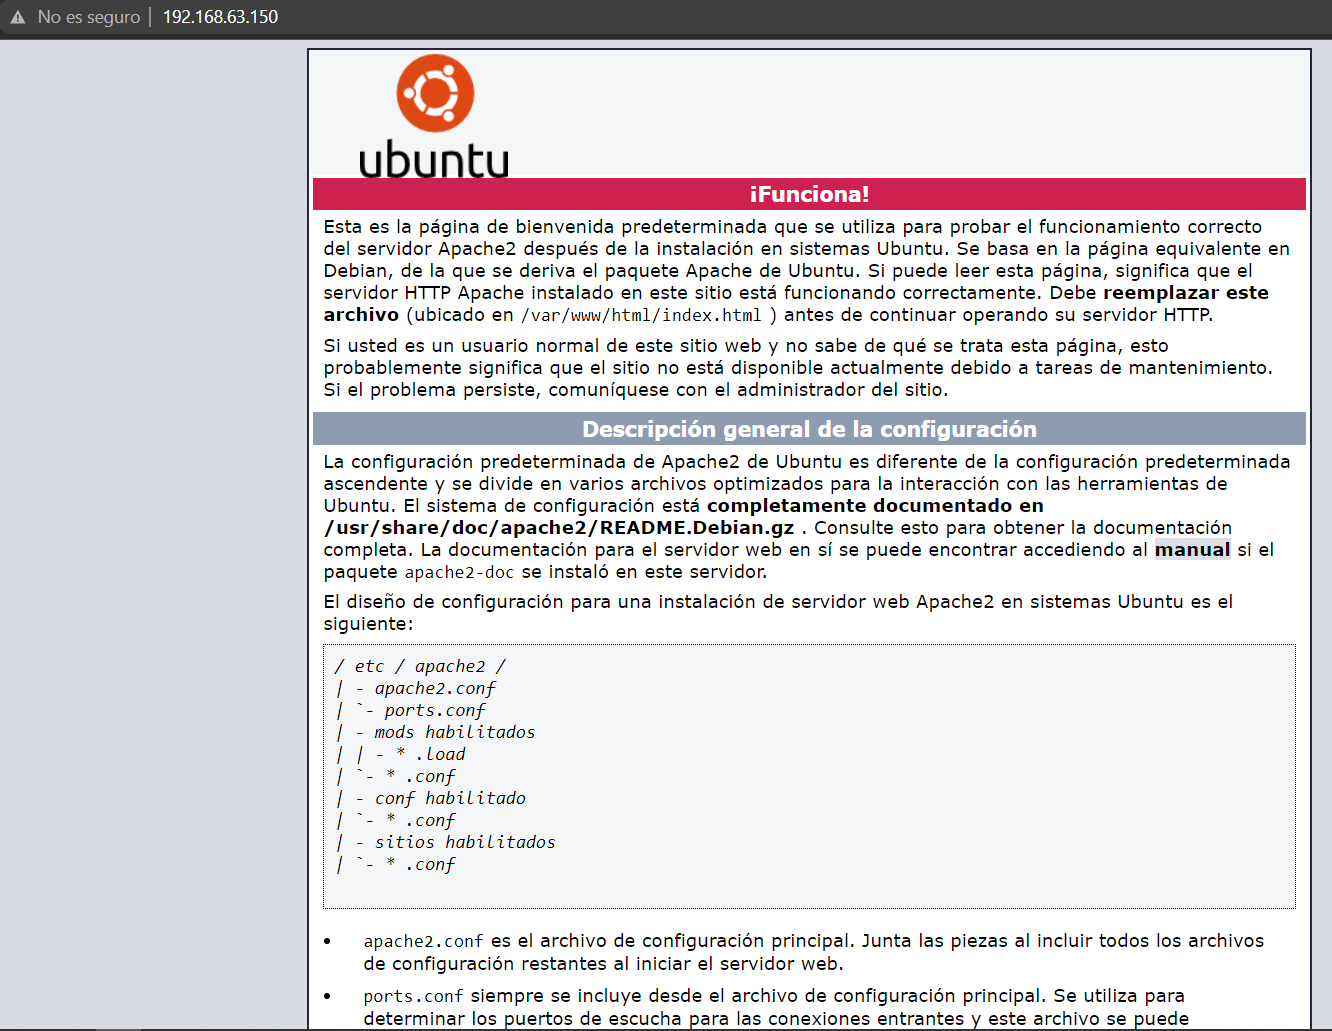 No es seguro | 192.168.63.150
ubuntu
¡Funciona!
Esta es la página de bienvenida predeterminada que se utiliza para probar el funcionamiento correcto
del servidor Apache2 después de la instalación en sistemas Ubuntu. Se basa en la página equivalente en
Debian, de la que se deriva el paquete Apache de Ubuntu. Si puede leer esta página, significa que el
servidor HTTP Apache instalado en este sitio está funcionando correctamente. Debe reemplazar este
archivo (ubicado en /var/www/html/index.html ) antes de continuar operando su servidor HTTP.
Si usted es un usuario normal de este sitio web y no sabe de qué se trata esta página, esto
probablemente significa que el sitio no está disponible actualmente debido a tareas de mantenimiento.
Si el problema persiste, comuníquese con el administrador del sitio.
Descripción general de la configuración
La configuración predeterminada de Apache2 de Ubuntu es diferente de la configuración predeterminada
ascendente y se divide en varios archivos optimizados para la interacción con las herramientas de
Ubuntu. El sistema de configuración está completamente documentado en
/usr/share/doc/apache2/README.Debian.gz . Consulte esto para obtener la documentación
completa. La documentación para el servidor web en sí se puede encontrar accediendo al manual si el
paquete apache2-doc se instaló en este servidor.
El diseño de configuración para una instalación de servidor web Apache2 en sistemas Ubuntu es el
siguiente:
/ etc / apache2 /
| - apache2.conf
| `- ports.conf
| - mods habilitados
| | - * .load
| `- * .conf
| - conf habilitado
| `- * .conf
| - sitios habilitados
| `- * .conf
• apache2.conf es el archivo de configuración principal. Junta las piezas al incluir todos los archivos
de configuración restantes al iniciar el servidor web.
• ports.conf siempre se incluye desde el archivo de configuración principal. Se utiliza para
determinar los puertos de escucha para las conexiones entrantes y este archivo se puede